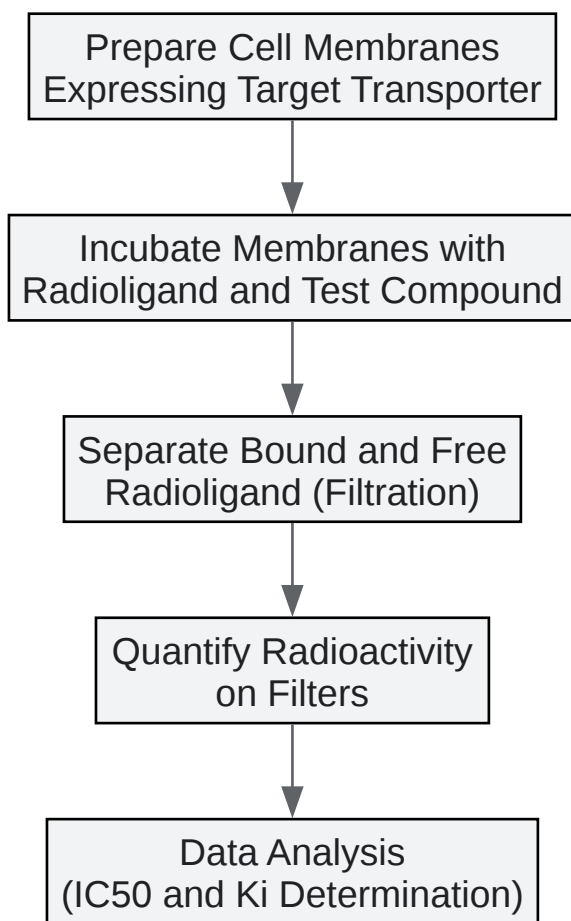 Prepare Cell Membranes
Expressing Target Transporter
Incubate Membranes with
Radioligand and Test Compound
Separate Bound and Free
Radioligand (Filtration)
Quantify Radioactivity
on Filters
Data Analysis
(IC50 and Ki Determination)